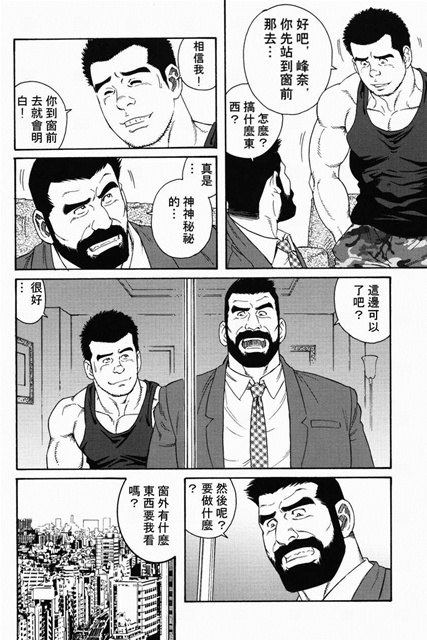 好吧，峰奈，
你先站到窗前
那去…
怎麼？
搞什麼東
西？
相信我！
你到窗前
去就會明
白！
…真是
神神秘祕
的…
這邊可以
了吧？
很好
…
然後呢？
要做什麼
？
窗外有什麼
東西要我看
嗎？